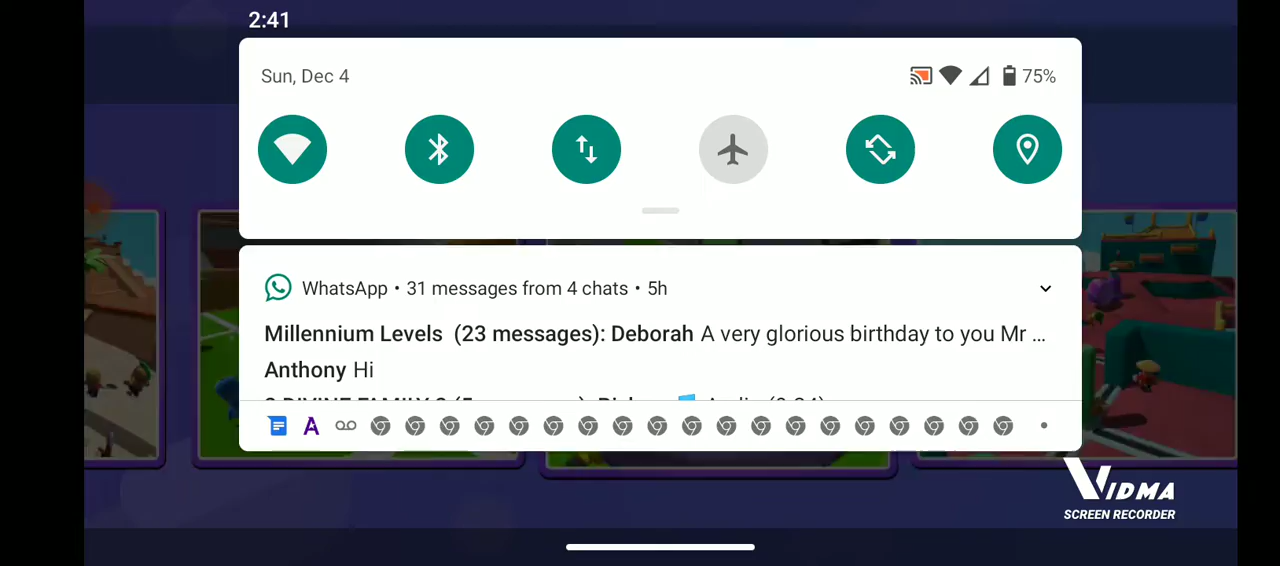 2:41
Sun, Dec 4
75%
WhatsApp • 31 messages from 4 chats • 5h
Millennium Levels (23 messages): Deborah A very glorious birthday to you Mr ...
Anthony Hi
VIDMA
SCREEN RECORDER